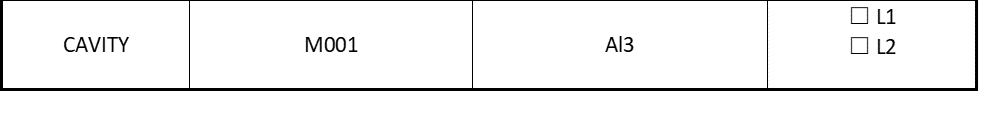 CAVITY M001 Al3 ☐ L1
☐ L2